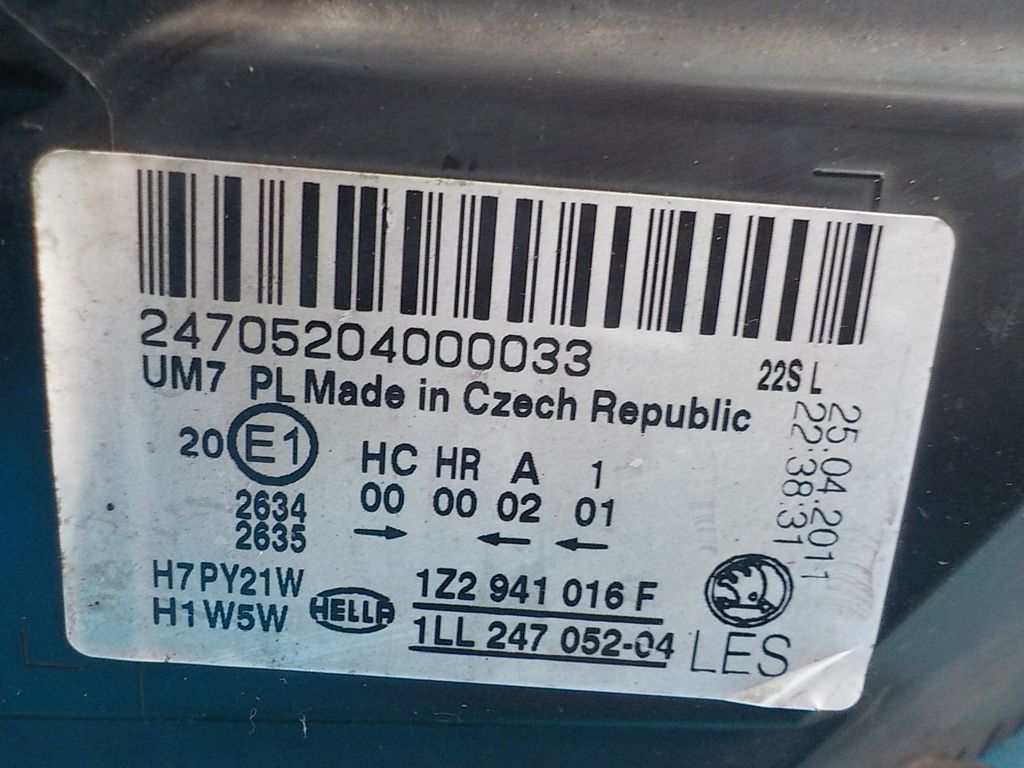 24705204000033
UM7 PL Made in Czech Republic
22S L
25.04.2011
22:38:31
20 E1
HC HR A 1
00 00 02 01
2634
2635
→ ← ←
H7 PY21W
H1 W5W
HELLA
1Z2 941 016 F
1LL 247 052-04
LES